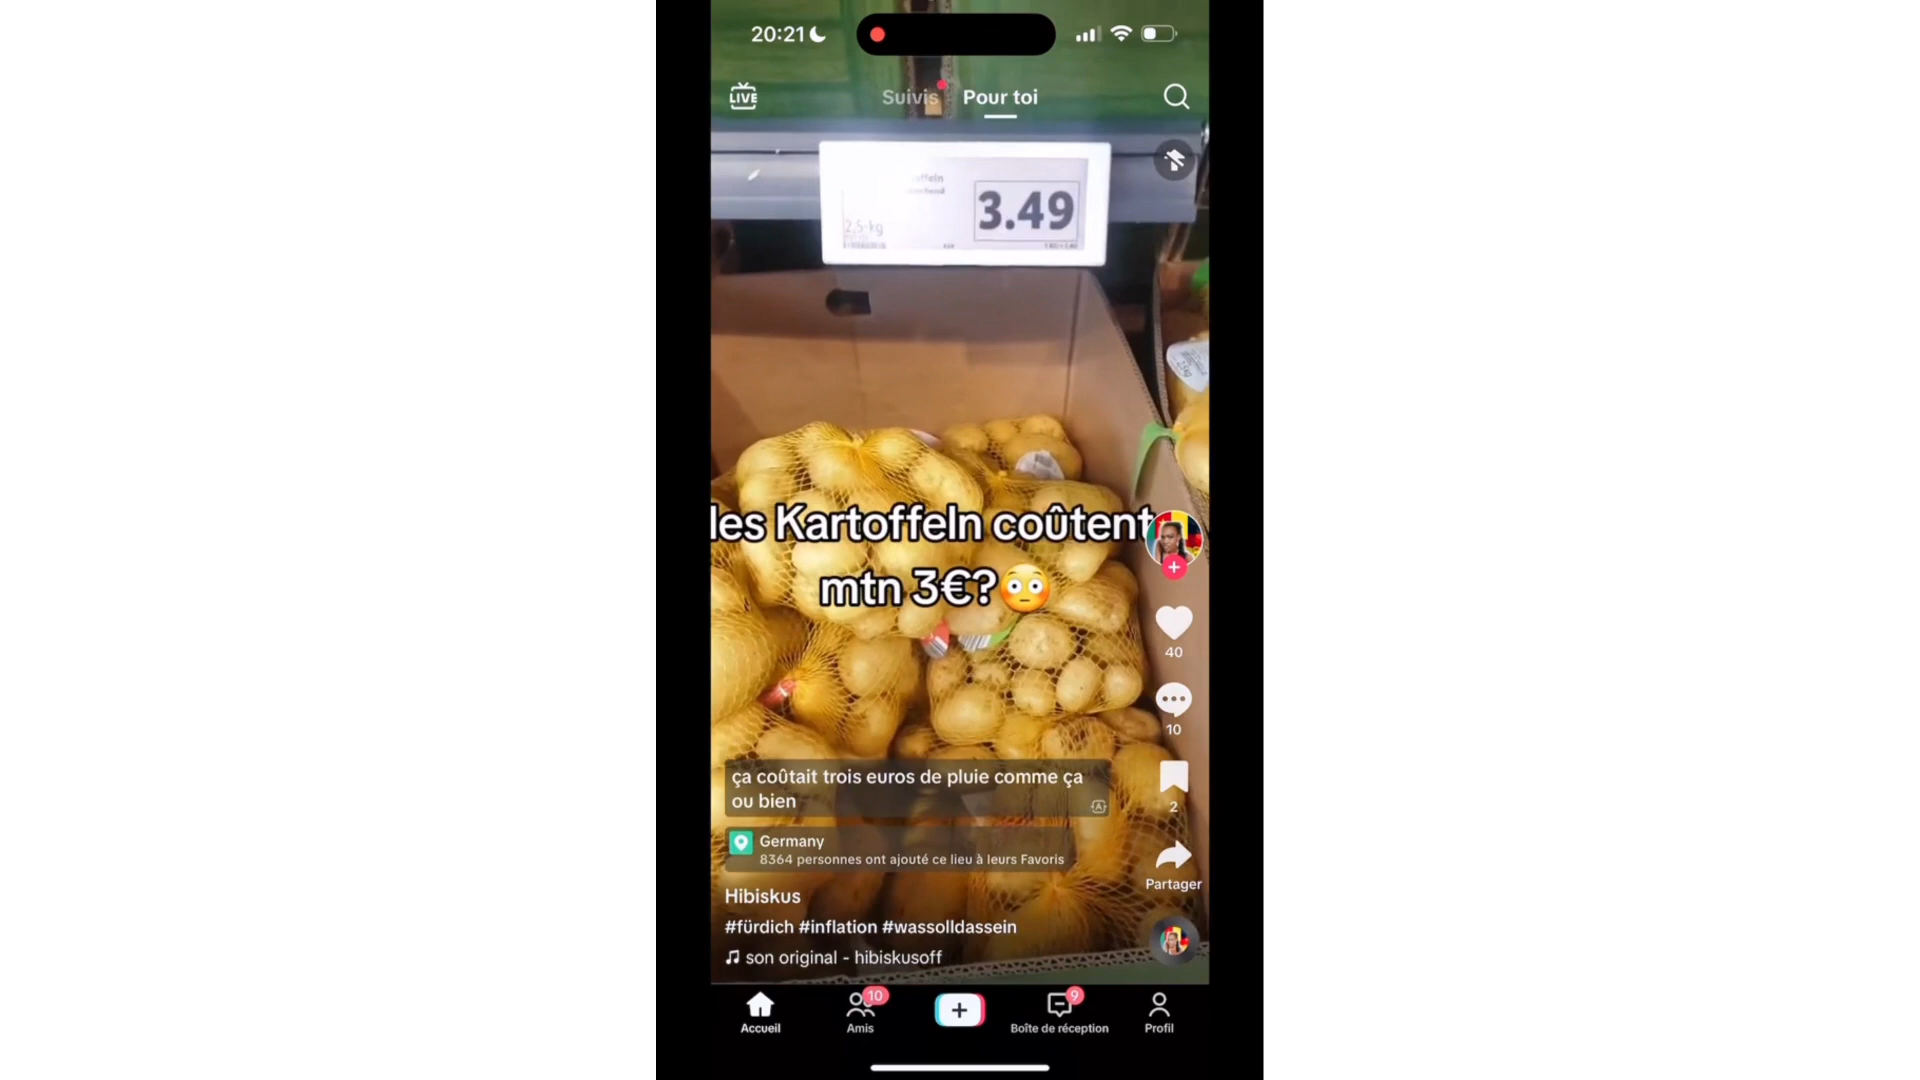 20:21
LIVE
Suivis
Pour toi
3.49
2,5-kg
les Kartoffeln coûtent
mtn 3€?😳
40
10
ça coûtait trois euros de pluie comme ça
ou bien
2
Germany
8364 personnes ont ajouté ce lieu à leurs Favoris
Partager
Hibiskus
#fürdich #inflation #wassolldassein
son original - hibiskusoff
Accueil
10
Amis
9
Boîte de réception
Profil